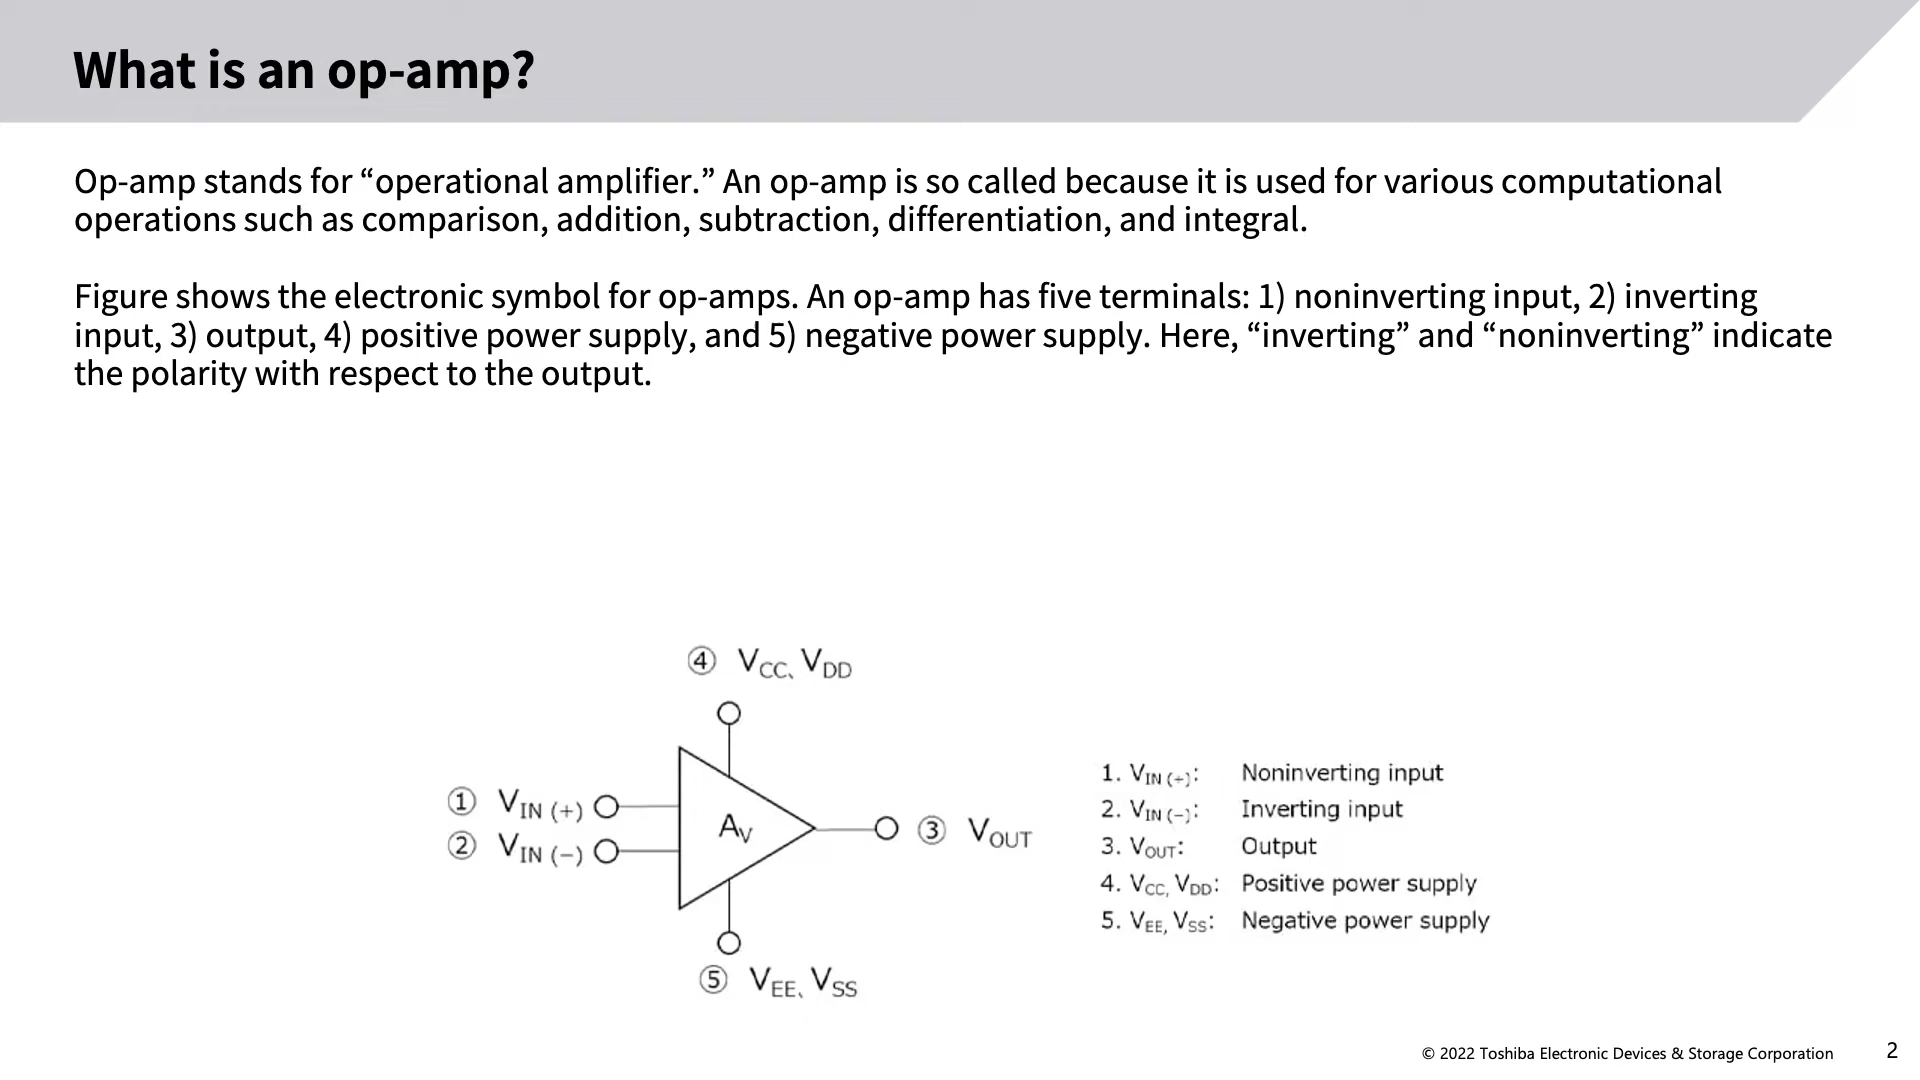 What is an op-amp?
Op-amp stands for “operational amplifier.” An op-amp is so called because it is used for various computational
operations such as comparison, addition, subtraction, differentiation, and integral.
Figure shows the electronic symbol for op-amps. An op-amp has five terminals: 1) noninverting input, 2) inverting
input, 3) output, 4) positive power supply, and 5) negative power supply. Here, “inverting” and “noninverting” indicate
the polarity with respect to the output.
④ VCC、VDD
① VIN (+)
② VIN (−)
AV
③ VOUT
⑤ VEE、VSS
1. VIN (+): Noninverting input
2. VIN (−): Inverting input
3. VOUT: Output
4. VCC, VDD: Positive power supply
5. VEE, VSS: Negative power supply
© 2022 Toshiba Electronic Devices & Storage Corporation 2